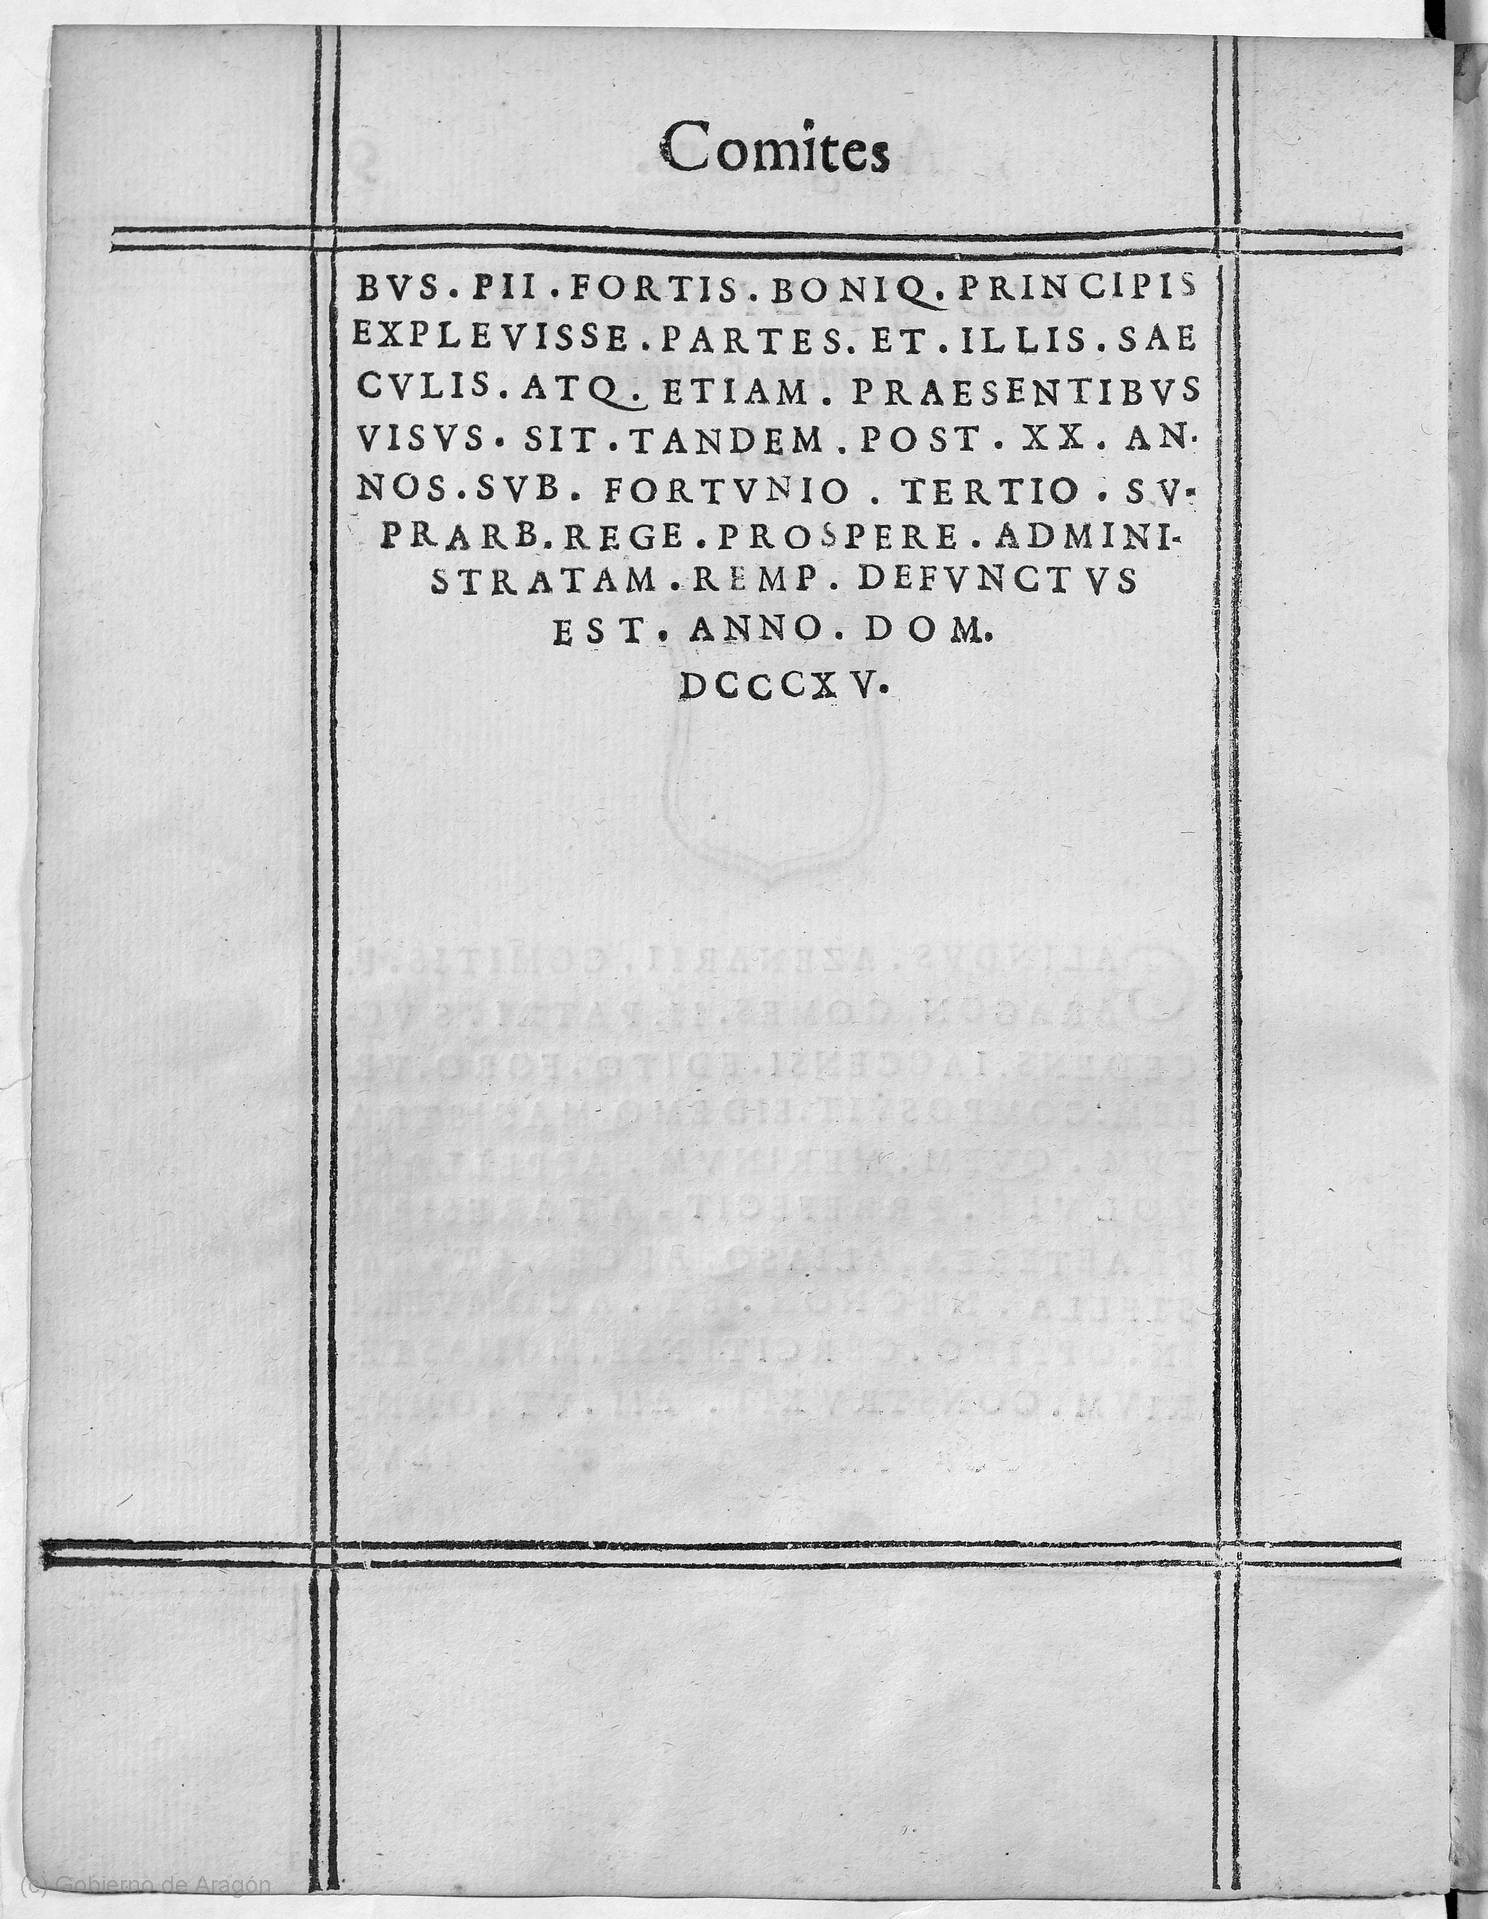 Comites
BVS. PII. FORTIS. BONIQ. PRINCIPIS
EXPLEVISSE. PARTES. ET. ILLIS. SAE
CVLIS. ATQ. ETIAM. PRAESENTIBVS
VISVS. SIT. TANDEM. POST. XX. AN-
NOS. SVB. FORTVNIO. TERTIO. SV-
PRARB. REGE. PROSPERE. ADMINI-
STRATAM. REMP. DEFVNCTVS
EST. ANNO. DOM.
DCCCXV.
(c) Gobierno de Aragón